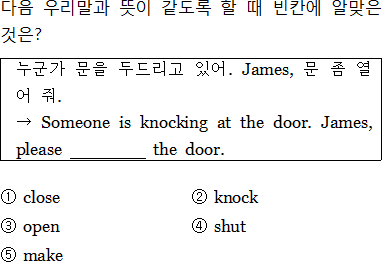 다음 우리말과 뜻이 같도록 할 때 빈칸에 알맞은
것은?
누군가 문을 두드리고 있어. James, 문 좀 열
어 줘.
→ Someone is knocking at the door. James,
please ________ the door.
① close ② knock
③ open ④ shut
⑤ make